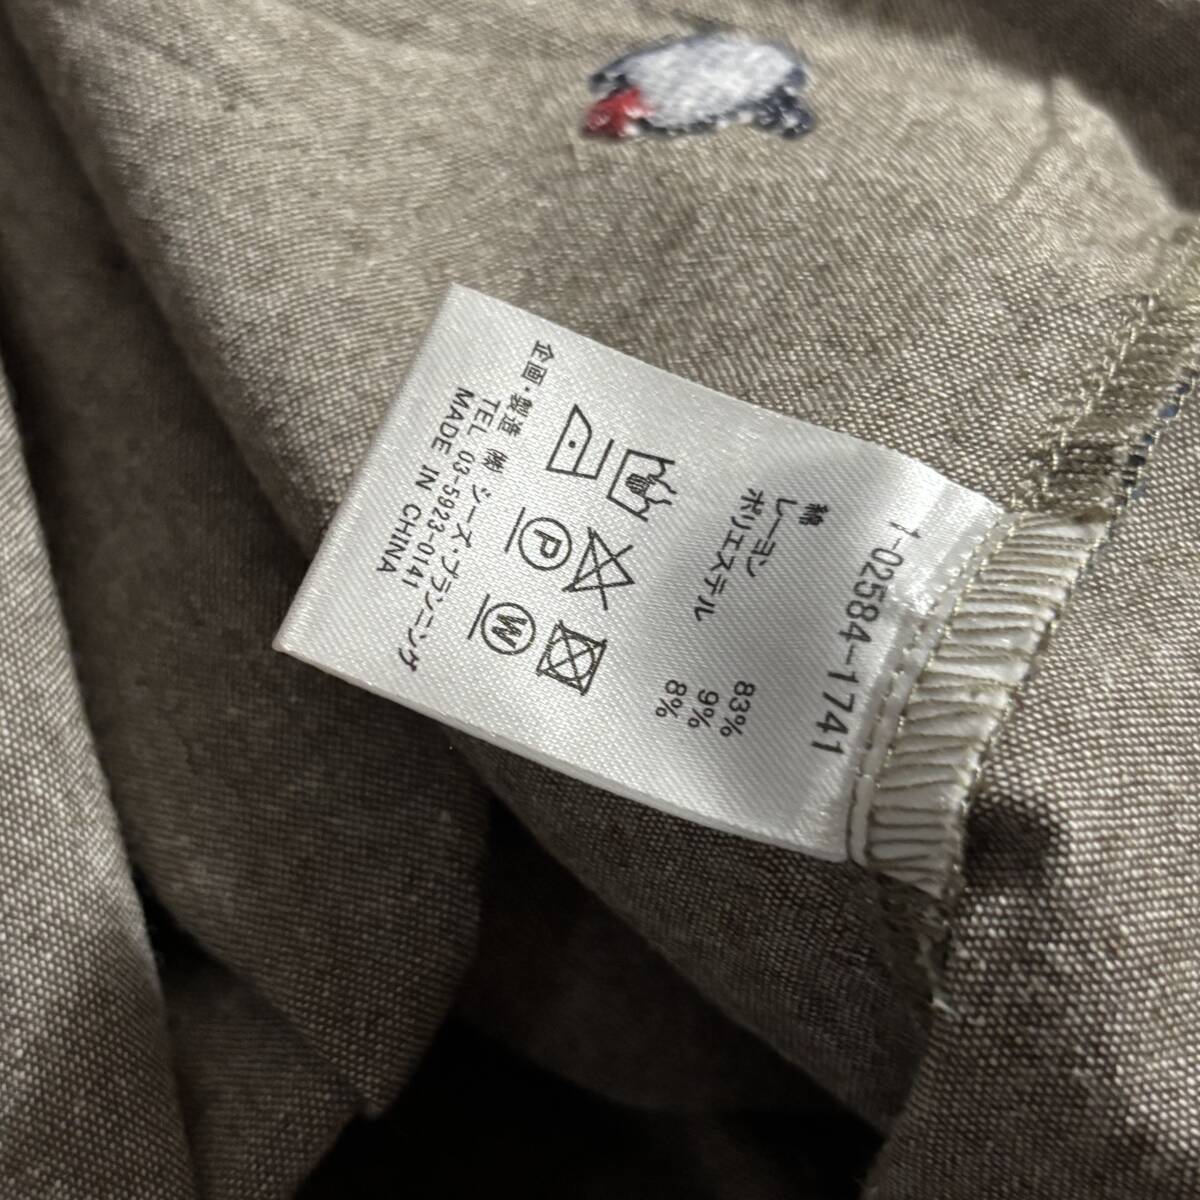 1-02584-1741
綿 83%
レーヨン 9%
ポリエステル 8%
P
W
企画・製造 ㈱シーズ・プランニング
TEL 03-5923-0141
MADE IN CHINA